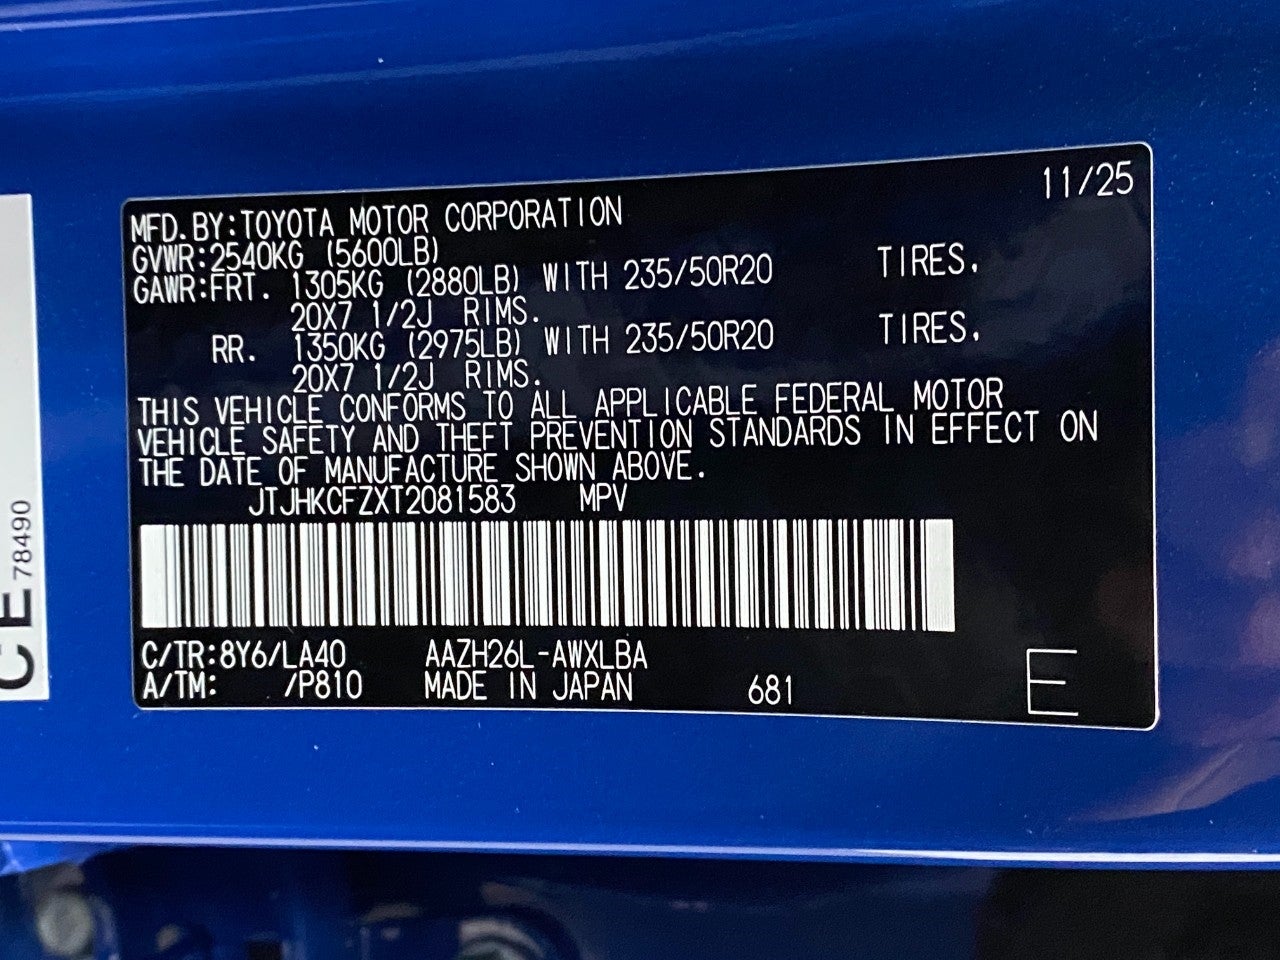 11/25
MFD.BY:TOYOTA MOTOR CORPORATION
GVWR:2540KG (5600LB)
GAWR:FRT. 1305KG (2880LB) WITH 235/50R20 TIRES.
20X7 1/2J RIMS.
RR. 1350KG (2975LB) WITH 235/50R20 TIRES.
20X7 1/2J RIMS.
THIS VEHICLE CONFORMS TO ALL APPLICABLE FEDERAL MOTOR
VEHICLE SAFETY AND THEFT PREVENTION STANDARDS IN EFFECT ON
THE DATE OF MANUFACTURE SHOWN ABOVE.
JTJHKCFZXT2081583 MPV
C/TR:8Y6/LA40 AAZH26L-AWXLBA
A/TM: /P810 MADE IN JAPAN 681 E
CE 78490